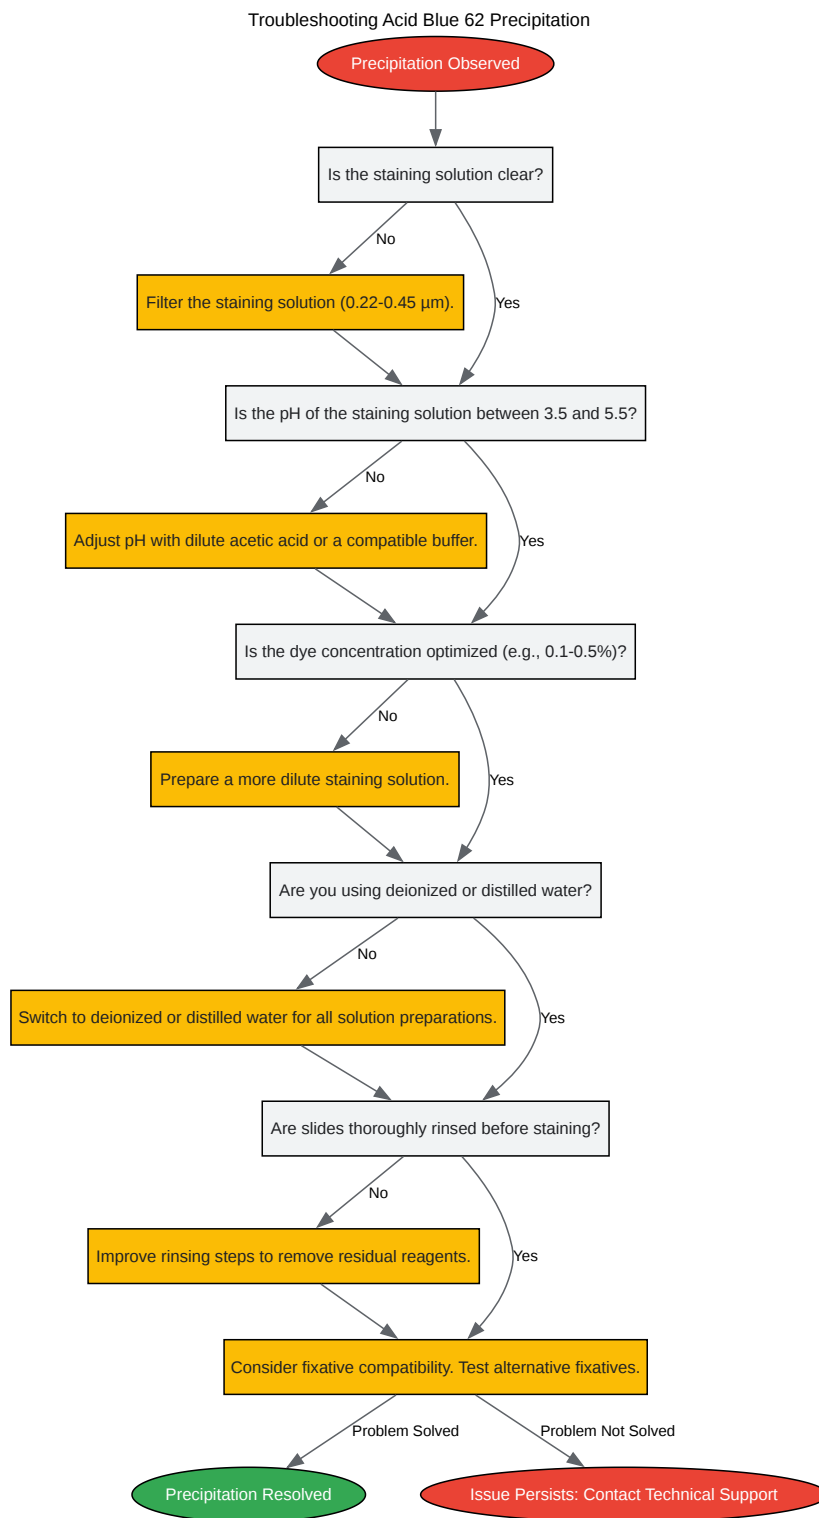 Troubleshooting Acid Blue 62 Precipitation
Precipitation Observed
Is the staining solution clear?
No
Filter the staining solution (0.22-0.45 µm).
Yes
Is the pH of the staining solution between 3.5 and 5.5?
No
Adjust pH with dilute acetic acid or a compatible buffer.
Yes
Is the dye concentration optimized (e.g., 0.1-0.5%)?
No
Prepare a more dilute staining solution.
Yes
Are you using deionized or distilled water?
No
Switch to deionized or distilled water for all solution preparations.
Yes
Are slides thoroughly rinsed before staining?
No
Improve rinsing steps to remove residual reagents.
Yes
Consider fixative compatibility. Test alternative fixatives.
Problem Solved
Problem Not Solved
Precipitation Resolved
Issue Persists: Contact Technical Support